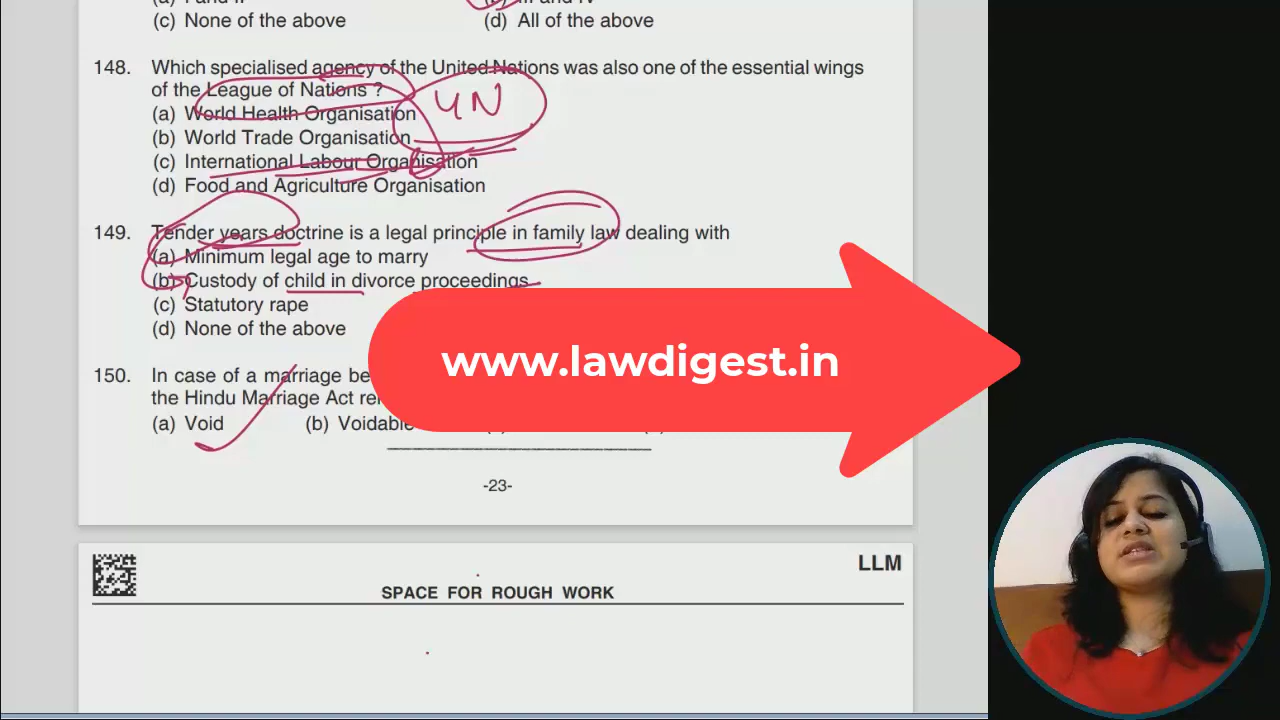 (c) None of the above (d) All of the above
148. Which specialised agency of the United Nations was also one of the essential wings
of the League of Nations ?
UN
(a) World Health Organisation
(b) World Trade Organisation
(c) International Labour Organisation
(d) Food and Agriculture Organisation
149. Tender years doctrine is a legal principle in family law dealing with
(a) Minimum legal age to marry
(b) Custody of child in divorce proceedings
(c) Statutory rape
(d) None of the above
www.lawdigest.in
150. In case of a marriage
the Hindu Marriage Act
(a) Void (b) Voidable
-23-
LLM
SPACE FOR ROUGH WORK